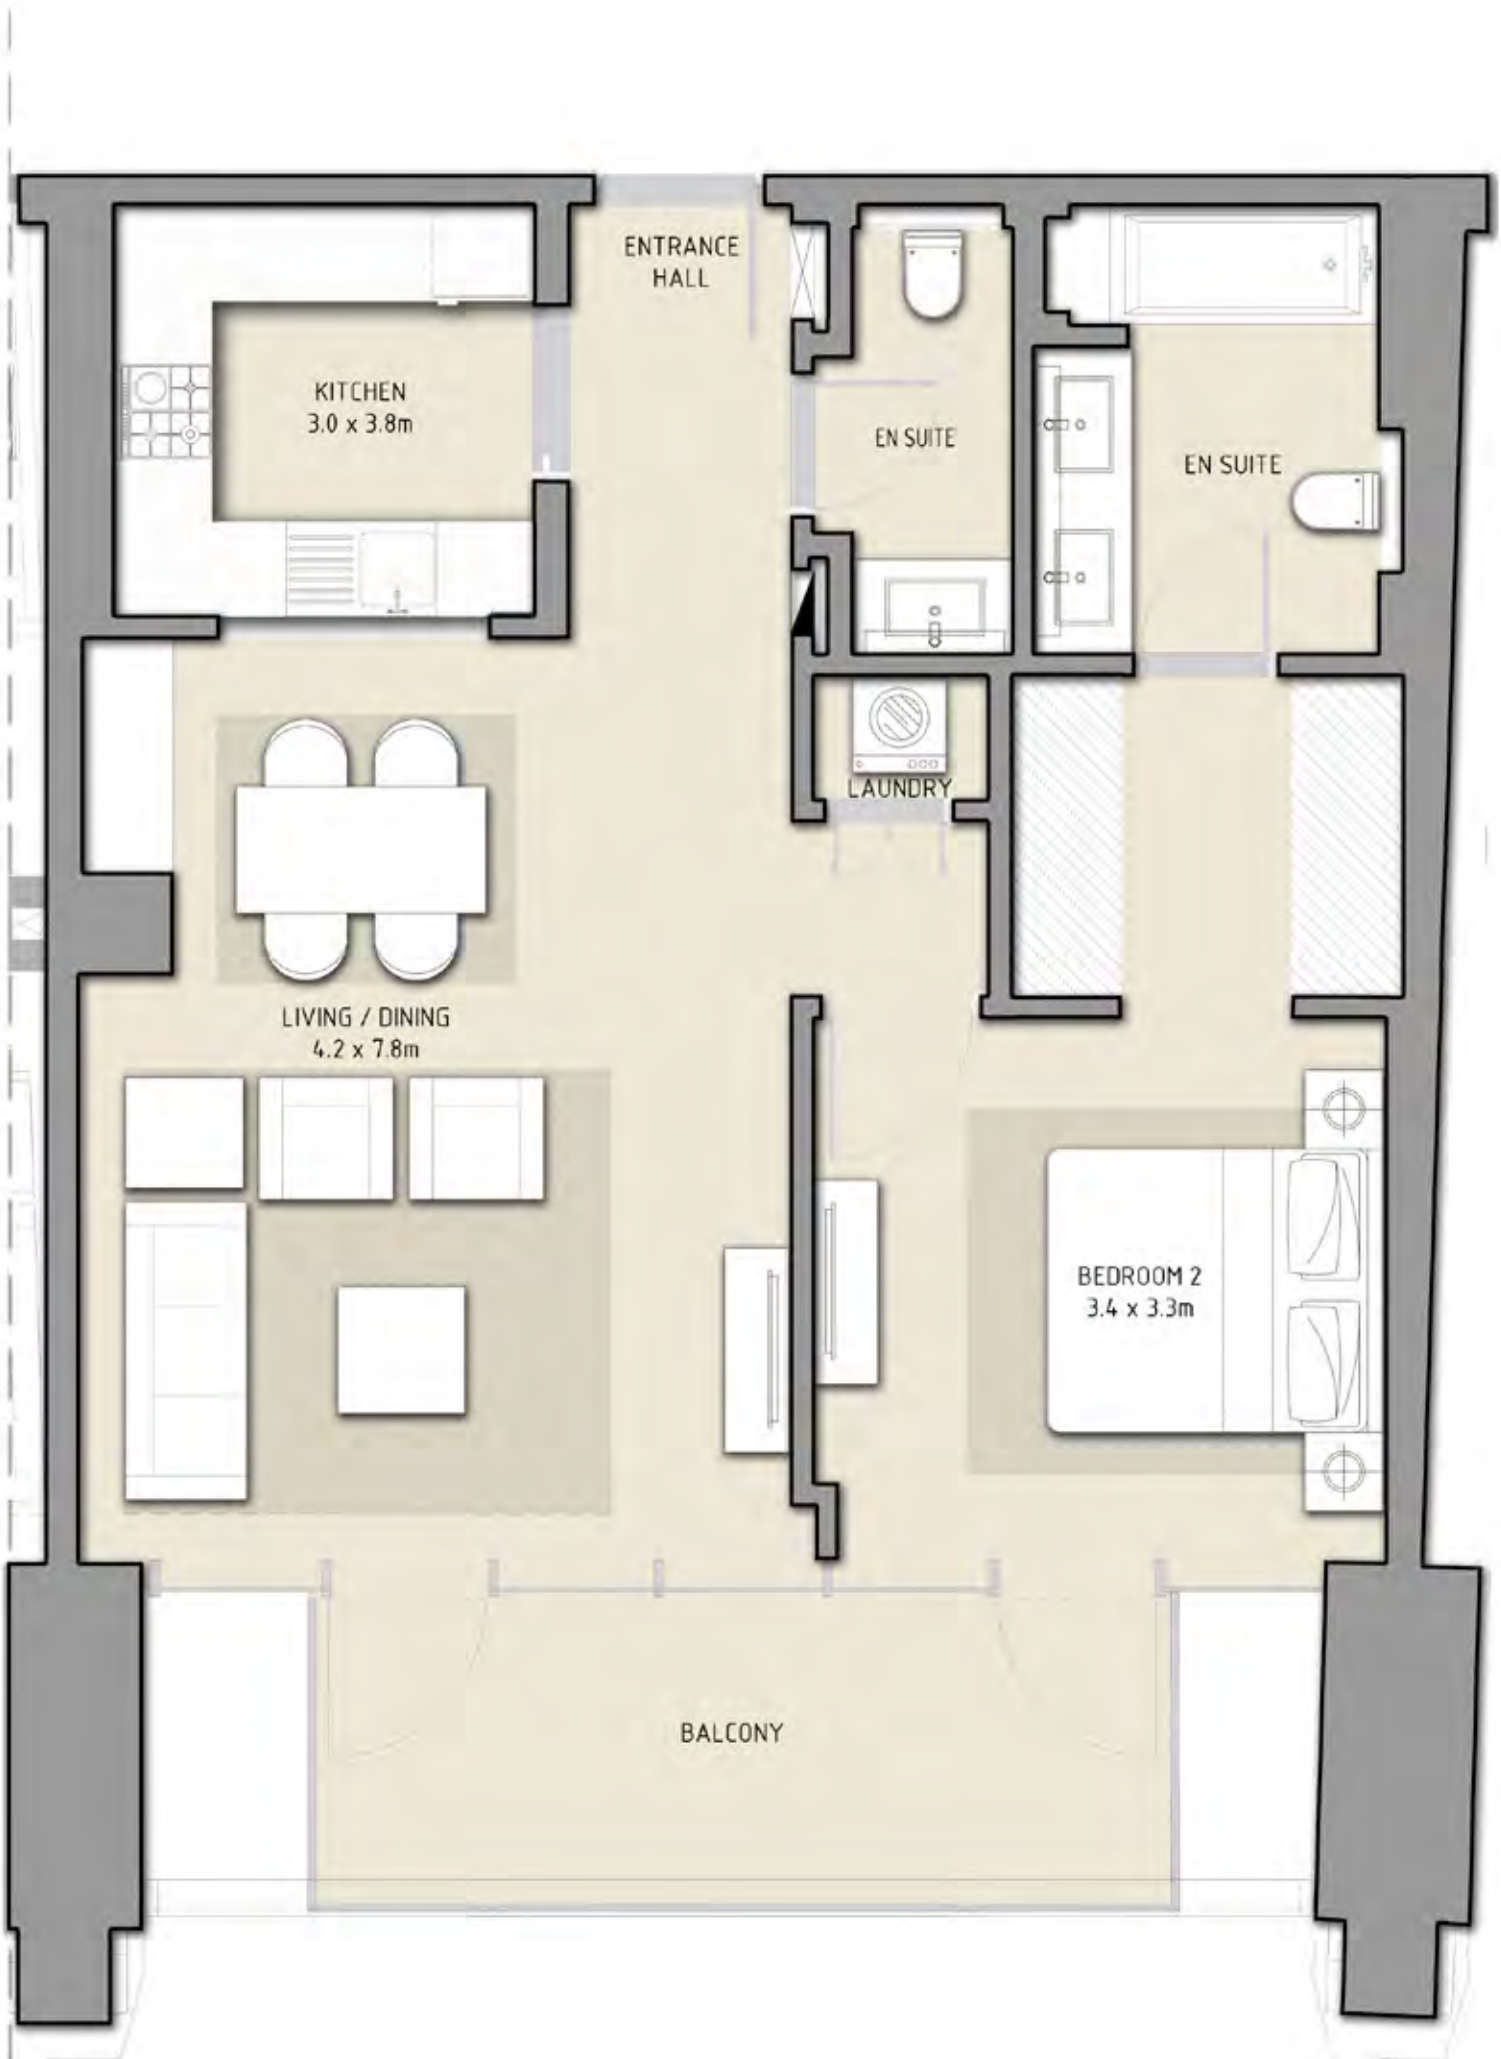 ENTRANCE
HALL
KITCHEN
3.0 x 3.8m
EN SUITE
EN SUITE
LAUNDRY
LIVING / DINING
4.2 x 7.8m
BEDROOM 2
3.4 x 3.3m
BALCONY